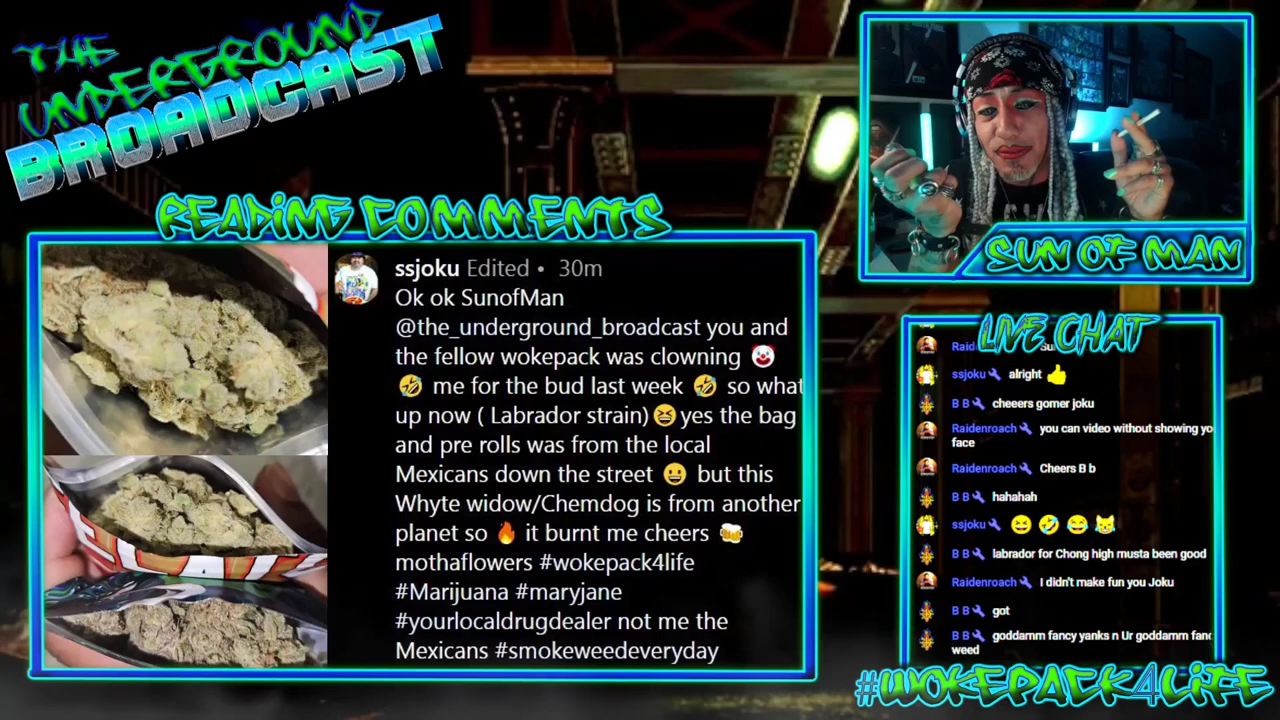 THE
UNDERGROUND
BROADCAST
READING COMMENTS
ssjoku Edited • 30m
Ok ok SunofMan
@the_underground_broadcast you and
the fellow wokepack was clowning 🤡
🤣 me for the bud last week 🤣 so what
up now ( Labrador strain)😆yes the bag
and pre rolls was from the local
Mexicans down the street 😀 but this
Whyte widow/Chemdog is from another
planet so 🔥 it burnt me cheers 🍻
mothaflowers #wokepack4life
#Marijuana #maryjane
#yourlocaldrugdealer not me the
Mexicans #smokeweedeveryday
SUN OF MAN
LIVE CHAT
ssjoku alright 👍
B B cheeers gomer joku
Raidenroach you can video without showing yo
face
Raidenroach Cheers B b
B B hahahah
ssjoku 😆 🤣 😂 😹
B B labrador for Chong high musta been good
Raidenroach I didn't make fun you Joku
B B got
B B goddamm fancy yanks n Ur goddarm fanc
weed
#WOKEPACK4LIFE